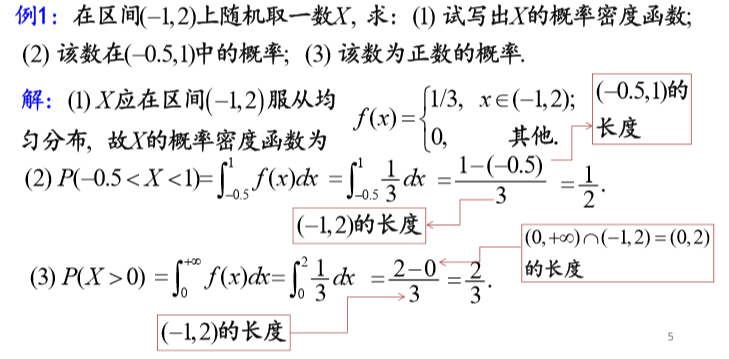 例1：在区间(−1,2)上随机取一数X, 求：(1) 试写出X的概率密度函数;
(2) 该数在(−0.5,1)中的概率; (3) 该数为正数的概率.
解：(1) X应在区间(−1,2)服从均
匀分布, 故X的概率密度函数为
f(x)={1/3, x∈(−1,2);
0, 其他.
(−0.5,1)的
长度
(2) P(−0.5<X<1)=∫_{−0.5}^{1} f(x)dx =∫_{−0.5}^{1} 1/3 dx = (1−(−0.5))/3 = 1/2.
(−1,2)的长度
(0,+∞)∩(−1,2)=(0,2)
的长度
(3) P(X>0) =∫_{0}^{+∞} f(x)dx=∫_{0}^{2} 1/3 dx = (2−0)/3 = 2/3.
(−1,2)的长度
5